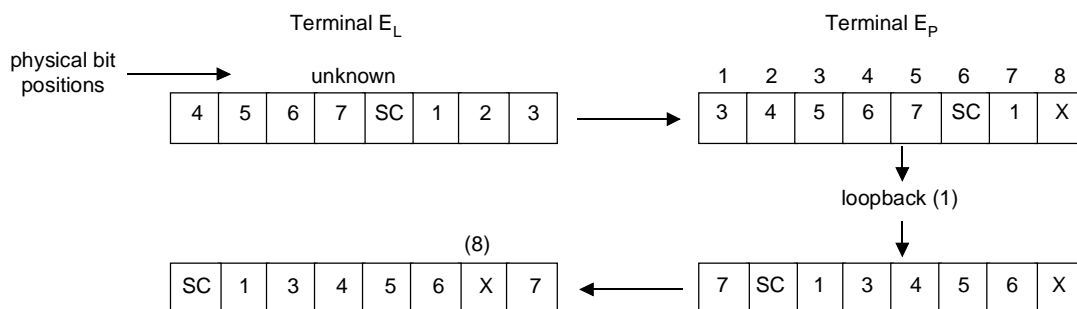 Terminal E_L Terminal E_P
physical bit
positions
unknown 1 2 3 4 5 6 7 8
4 5 6 7 SC 1 2 3 3 4 5 6 7 SC 1 X
loopback (1)
(8)
SC 1 3 4 5 6 X 7 7 SC 1 3 4 5 6 X